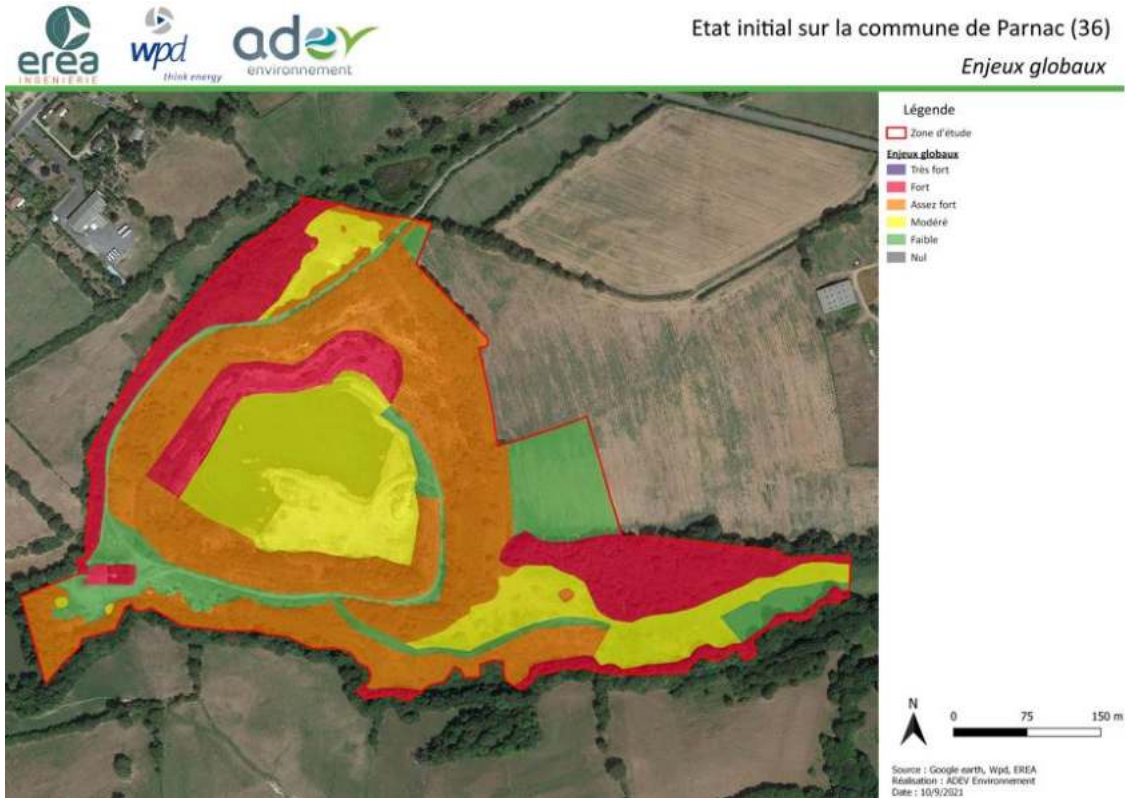 erea
INGÉNIERIE
wpd
think energy
adev
environnement
Etat initial sur la commune de Parnac (36)
Enjeux globaux
Légende
Zone d'étude
Enjeux globaux
Très fort
Fort
Assez fort
Modéré
Faible
Nul
N
0 75 150 m
Source : Google earth, Wpd, EREA
Réalisation : ADEV Environnement
Date : 10/9/2021